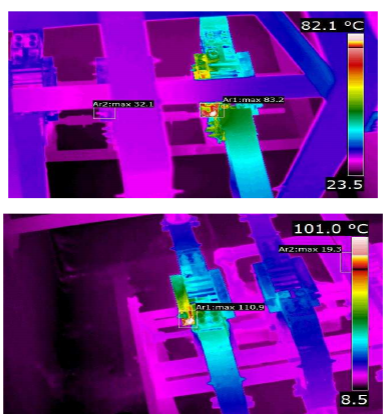 82.1 °C
Ar2:max 32.1
Ar1:max 83.2
23.5
101.0 °C
Ar2:max 19.3
Ar1:max 110.9
8.5